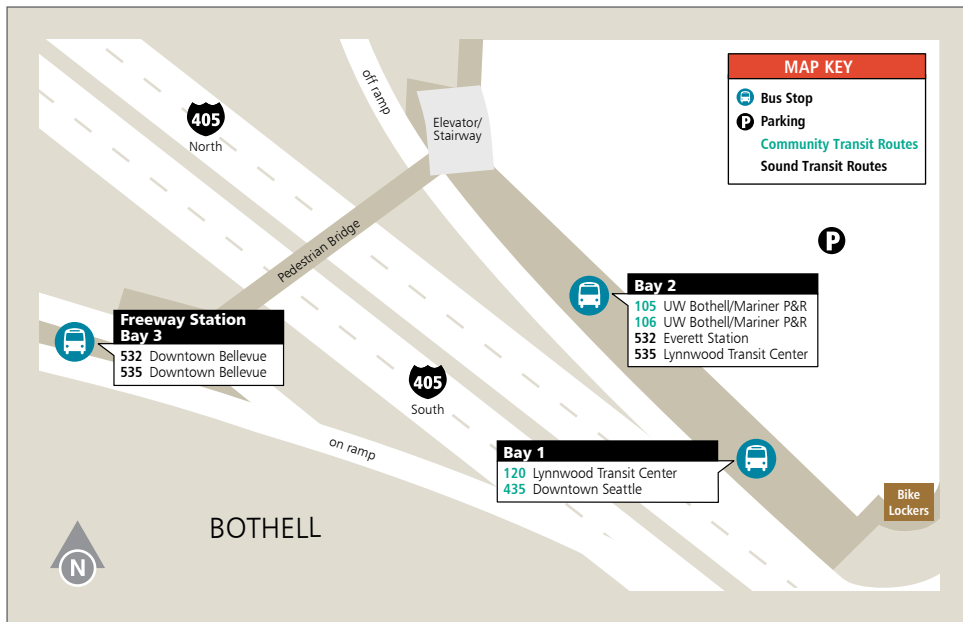 off ramp
405
North
Elevator/
Stairway
MAP KEY
Bus Stop
P Parking
Community Transit Routes
Sound Transit Routes
Pedestrian Bridge
P
Bay 2
105 UW Bothell/Mariner P&R
106 UW Bothell/Mariner P&R
532 Everett Station
535 Lynnwood Transit Center
Freeway Station
Bay 3
532 Downtown Bellevue
535 Downtown Bellevue
405
South
on ramp
Bay 1
120 Lynnwood Transit Center
435 Downtown Seattle
Bike
Lockers
BOTHELL
N